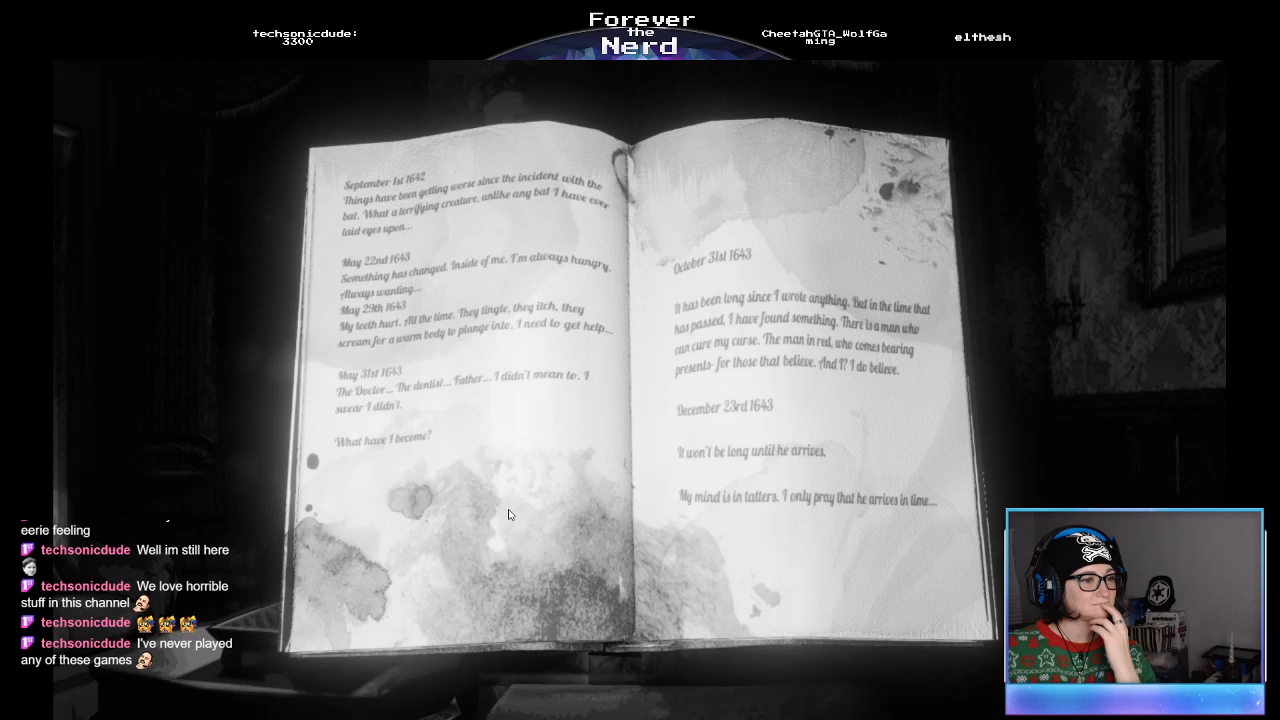 techsonicdude:
3300
Forever
the
Nerd
CheetahGTA_WolfGa
ming
elthesh
September 1st 1642
Things have been getting worse since the incident with the
bat. What a terrifying creature, unlike any bat I have ever
laid eyes upon...
May 22nd 1643
Something has changed. Inside of me. I'm always hungry.
Always wanting...
May 29th 1643
My teeth hurt. All the time. They tingle, they itch, they
scream for a warm body to plunge into. I need to get help...
May 31st 1643
The Doctor... The dentist... Father... I didn't mean to. I
swear I didn't.
What have I become?
October 31st 1643
It has been long since I wrote anything. But in the time that
has passed, I have found something. There is a man who
can cure my curse. The man in red, who comes bearing
presents- for those that believe. And I? I do believe.
December 23rd 1643
It won't be long until he arrives.
My mind is in tatters. I only pray that he arrives in time...
eerie feeling
techsonicdude Well im still here
techsonicdude We love horrible
stuff in this channel
techsonicdude
techsonicdude I've never played
any of these games